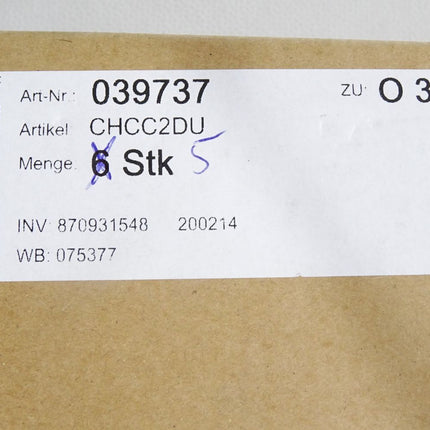 Art-Nr.: 039737 ZU: O 3
Artikel: CHCC2DU
Menge: 6 Stk 5
INV: 870931548 200214
WB: 075377